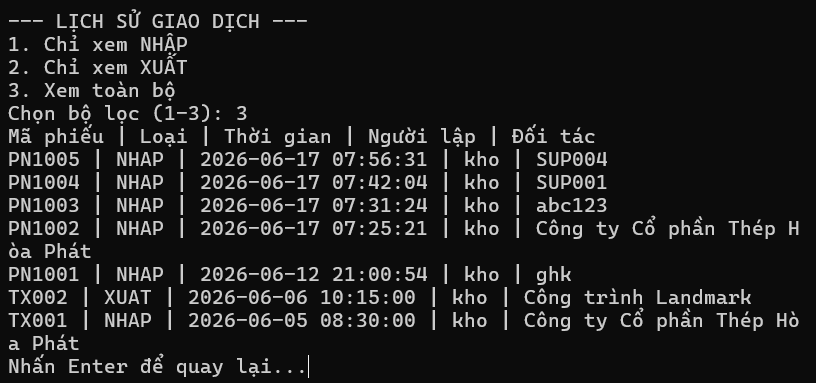 --- LỊCH SỬ GIAO DỊCH ---
1. Chỉ xem NHẬP
2. Chỉ xem XUẤT
3. Xem toàn bộ
Chọn bộ lọc (1-3): 3
Mã phiếu | Loại | Thời gian | Người lập | Đối tác
PN1005 | NHAP | 2026-06-17 07:56:31 | kho | SUP004
PN1004 | NHAP | 2026-06-17 07:42:04 | kho | SUP001
PN1003 | NHAP | 2026-06-17 07:31:24 | kho | abc123
PN1002 | NHAP | 2026-06-17 07:25:21 | kho | Công ty Cổ phần Thép H
òa Phát
PN1001 | NHAP | 2026-06-12 21:00:54 | kho | ghk
TX002 | XUAT | 2026-06-06 10:15:00 | kho | Công trình Landmark
TX001 | NHAP | 2026-06-05 08:30:00 | kho | Công ty Cổ phần Thép Hò
a Phát
Nhấn Enter để quay lại...